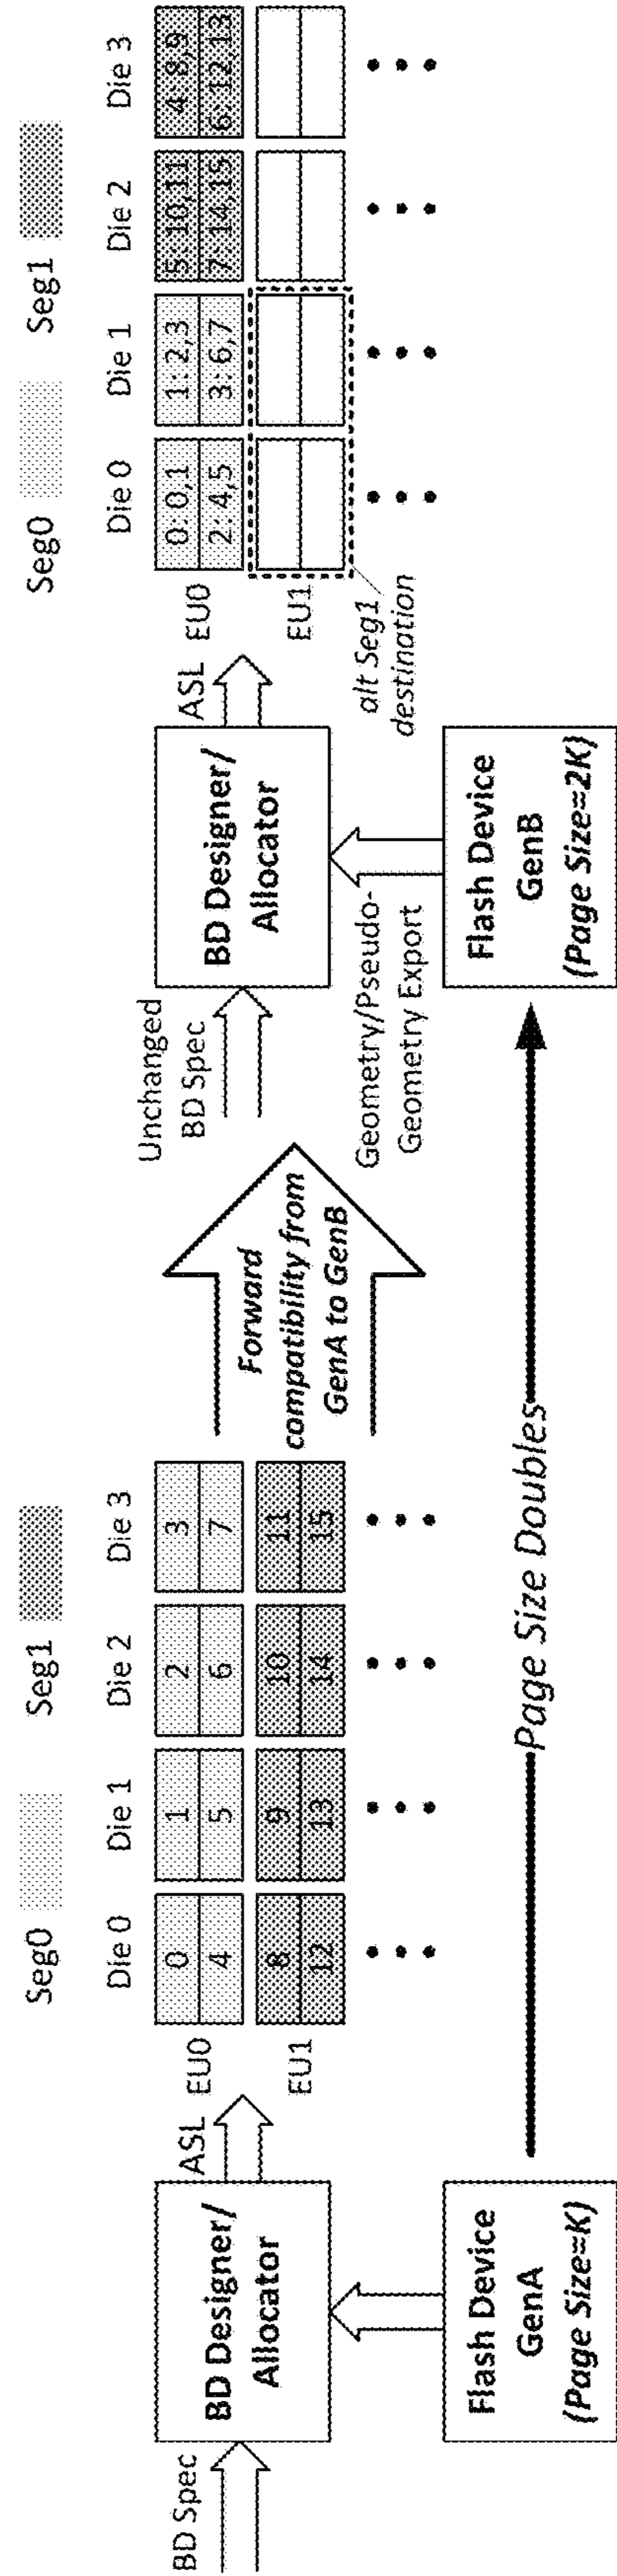 Seg0
Seg1
Die 0
Die 1
Die 2
Die 3
EU0
0
1
2
3
4
5
6
7
EU1
8
9
10
11
12
13
14
15
BD Spec
BD Designer/
Allocator
ASL
Flash Device
GenA
(Page Size=K)
Forward
compatibility from
GenA to GenB
Page Size Doubles
Seg0
Seg1
Die 0
Die 1
Die 2
Die 3
EU0
0: 0,1
1: 2,3
5: 10,11
4: 8,9
2: 4,5
3: 6,7
7: 14,15
6: 12,13
EU1
alt Seg1
destination
Unchanged
BD Spec
BD Designer/
Allocator
ASL
Geometry/Pseudo-
Geometry Export
Flash Device
GenB
(Page Size=2K)